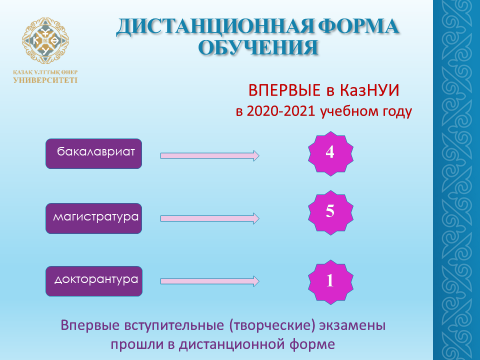 ДИСТАНЦИОННАЯ ФОРМА
ОБУЧЕНИЯ
ҚАЗАҚ ҰЛТТЫҚ ӨНЕР
УНИВЕРСИТЕТІ
ВПЕРВЫЕ в КазНУИ
в 2020-2021 учебном году
бакалавриат
4
магистратура
5
докторантура
1
Впервые вступительные (творческие) экзамены
прошли в дистанционной форме